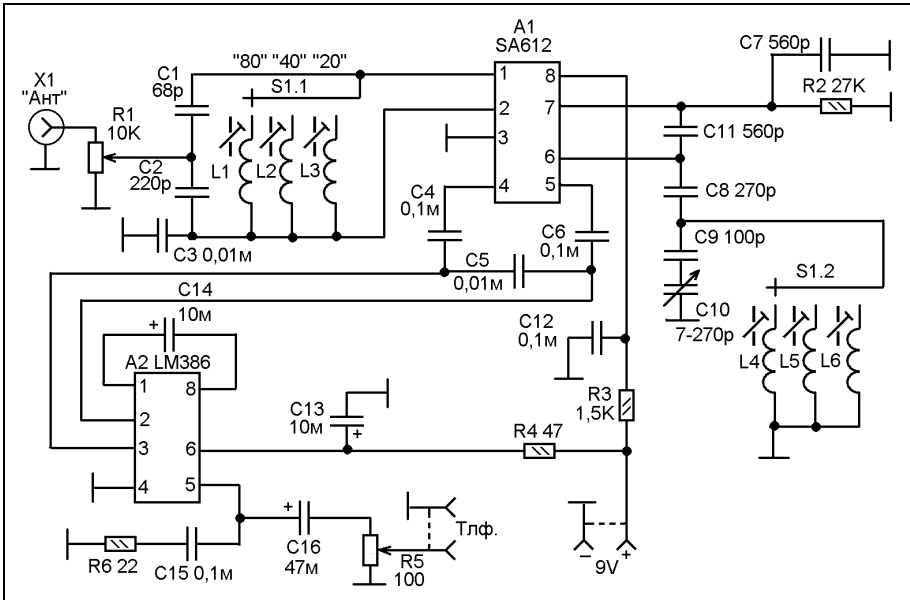 A1
SA612
X1
"Ант"
R1
10K
C1
68p
"80" "40" "20"
S1.1
L1 L2 L3
C2
220p
C3 0,01м
1
2
3
4
8
7
6
5
C7 560p
R2 27K
C11 560p
C8 270p
C9 100p
C10
7-270p
S1.2
L4 L5 L6
C4
0,1м
C6
0,1м
C5
0,01м
C14
10м
+
A2 LM386
1
2
3
4
8
6
5
C13
10м
+
C12
0,1м
R3
1,5K
R4 47
R6 22
C15 0,1м
+
C16
47м
R5
100
Тлф.
–
+
9V